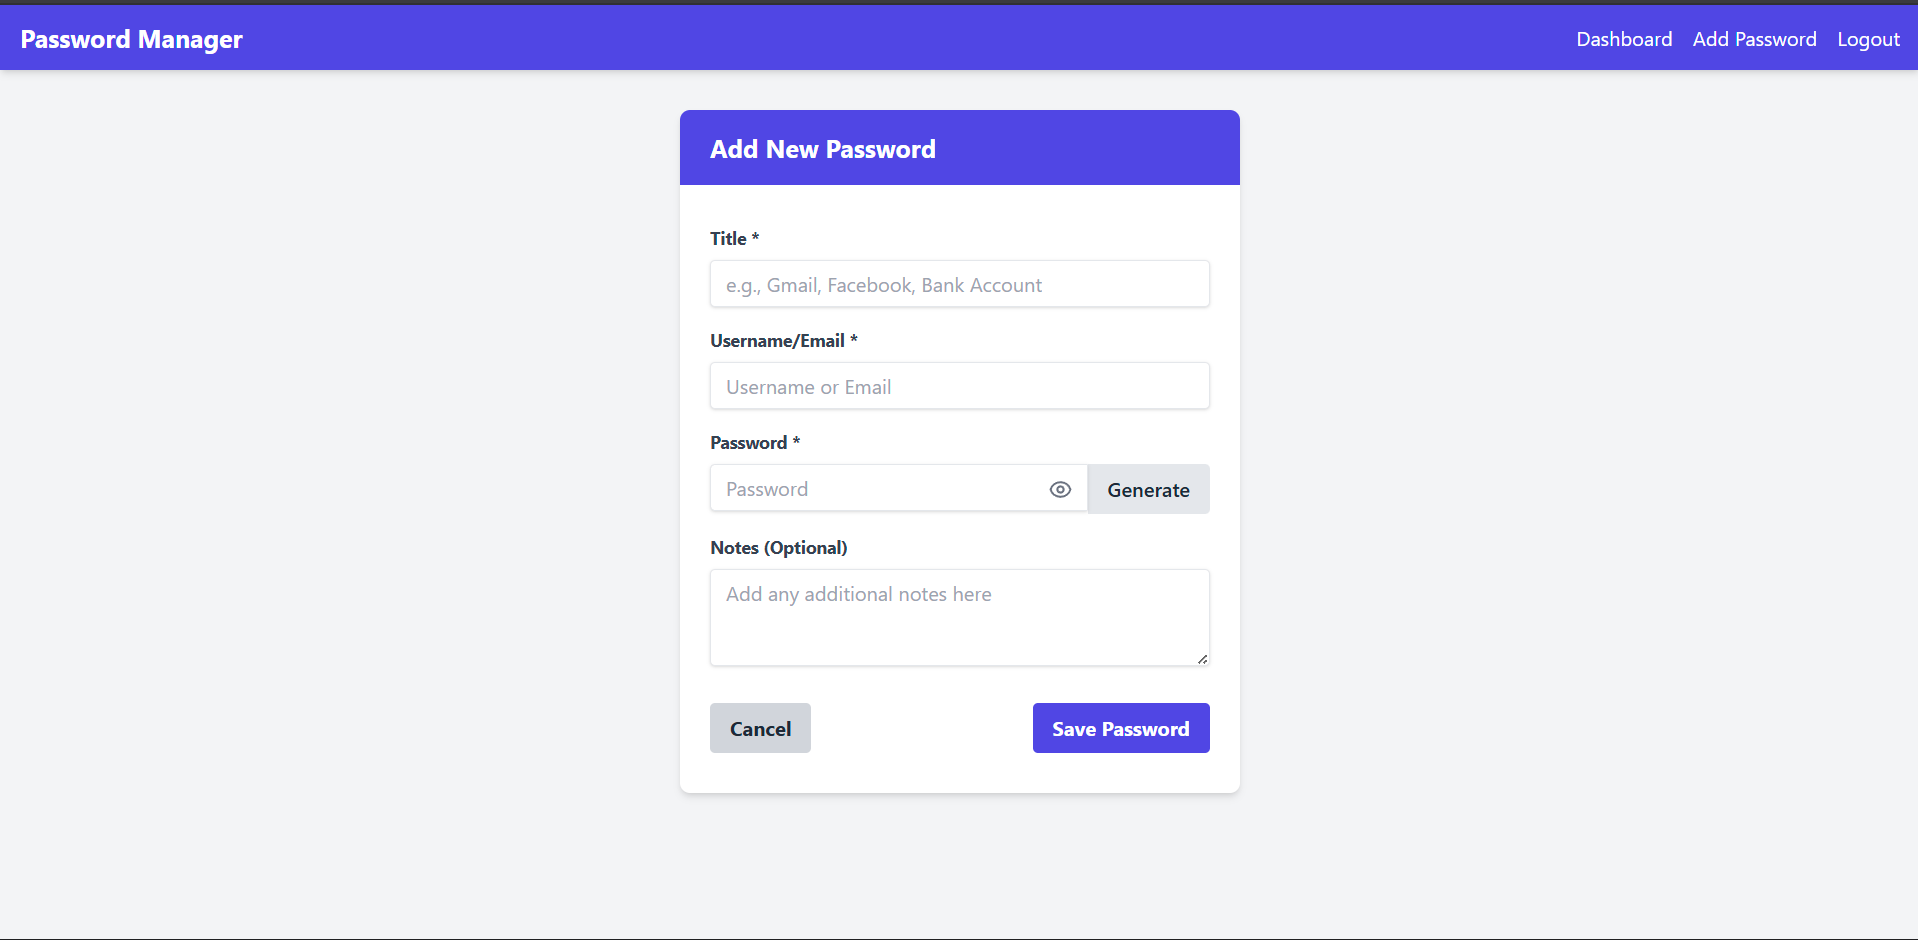 Password Manager
Dashboard Add Password Logout
Add New Password
Title *
e.g., Gmail, Facebook, Bank Account
Username/Email *
Username or Email
Password *
Password
Generate
Notes (Optional)
Add any additional notes here
Cancel
Save Password